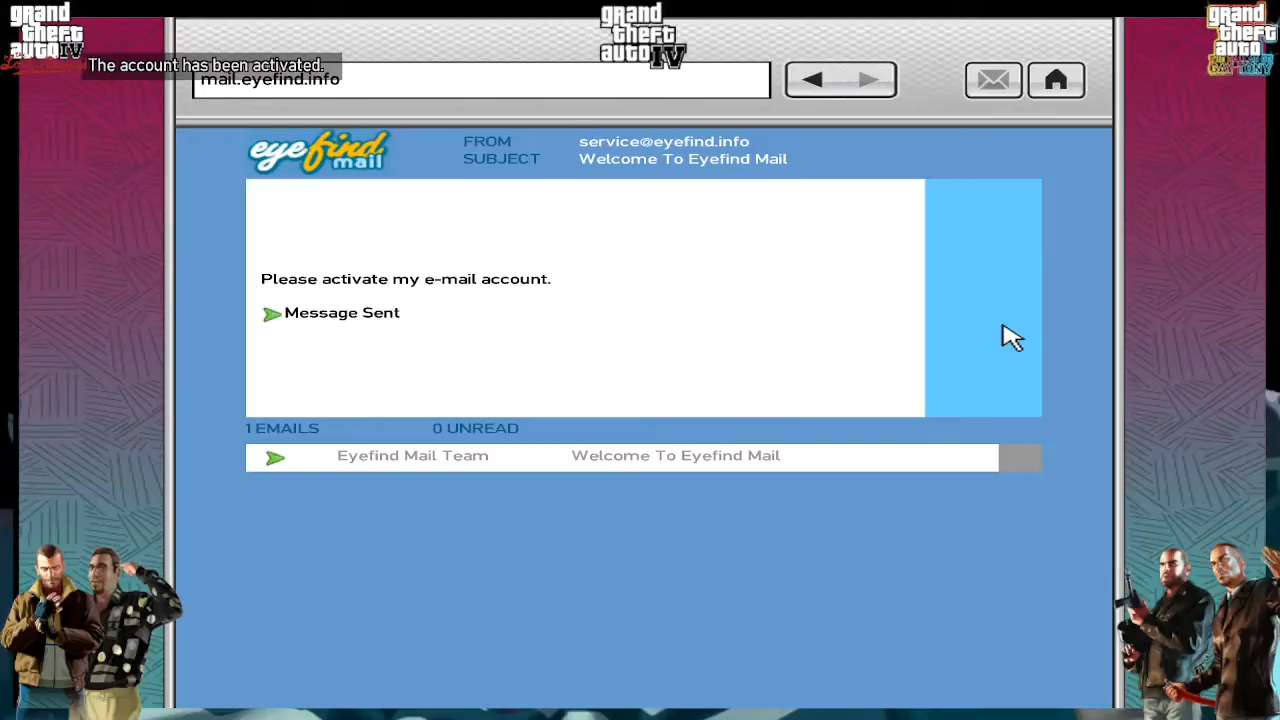 grand
theft
auto IV
grand
theft
auto IV
grand
theft
auto
The account has been activated.
mail.eyefind.info
eyefind
mail
FROM service@eyefind.info
SUBJECT Welcome To Eyefind Mail
Please activate my e-mail account.
Message Sent
1 EMAILS 0 UNREAD
Eyefind Mail Team Welcome To Eyefind Mail